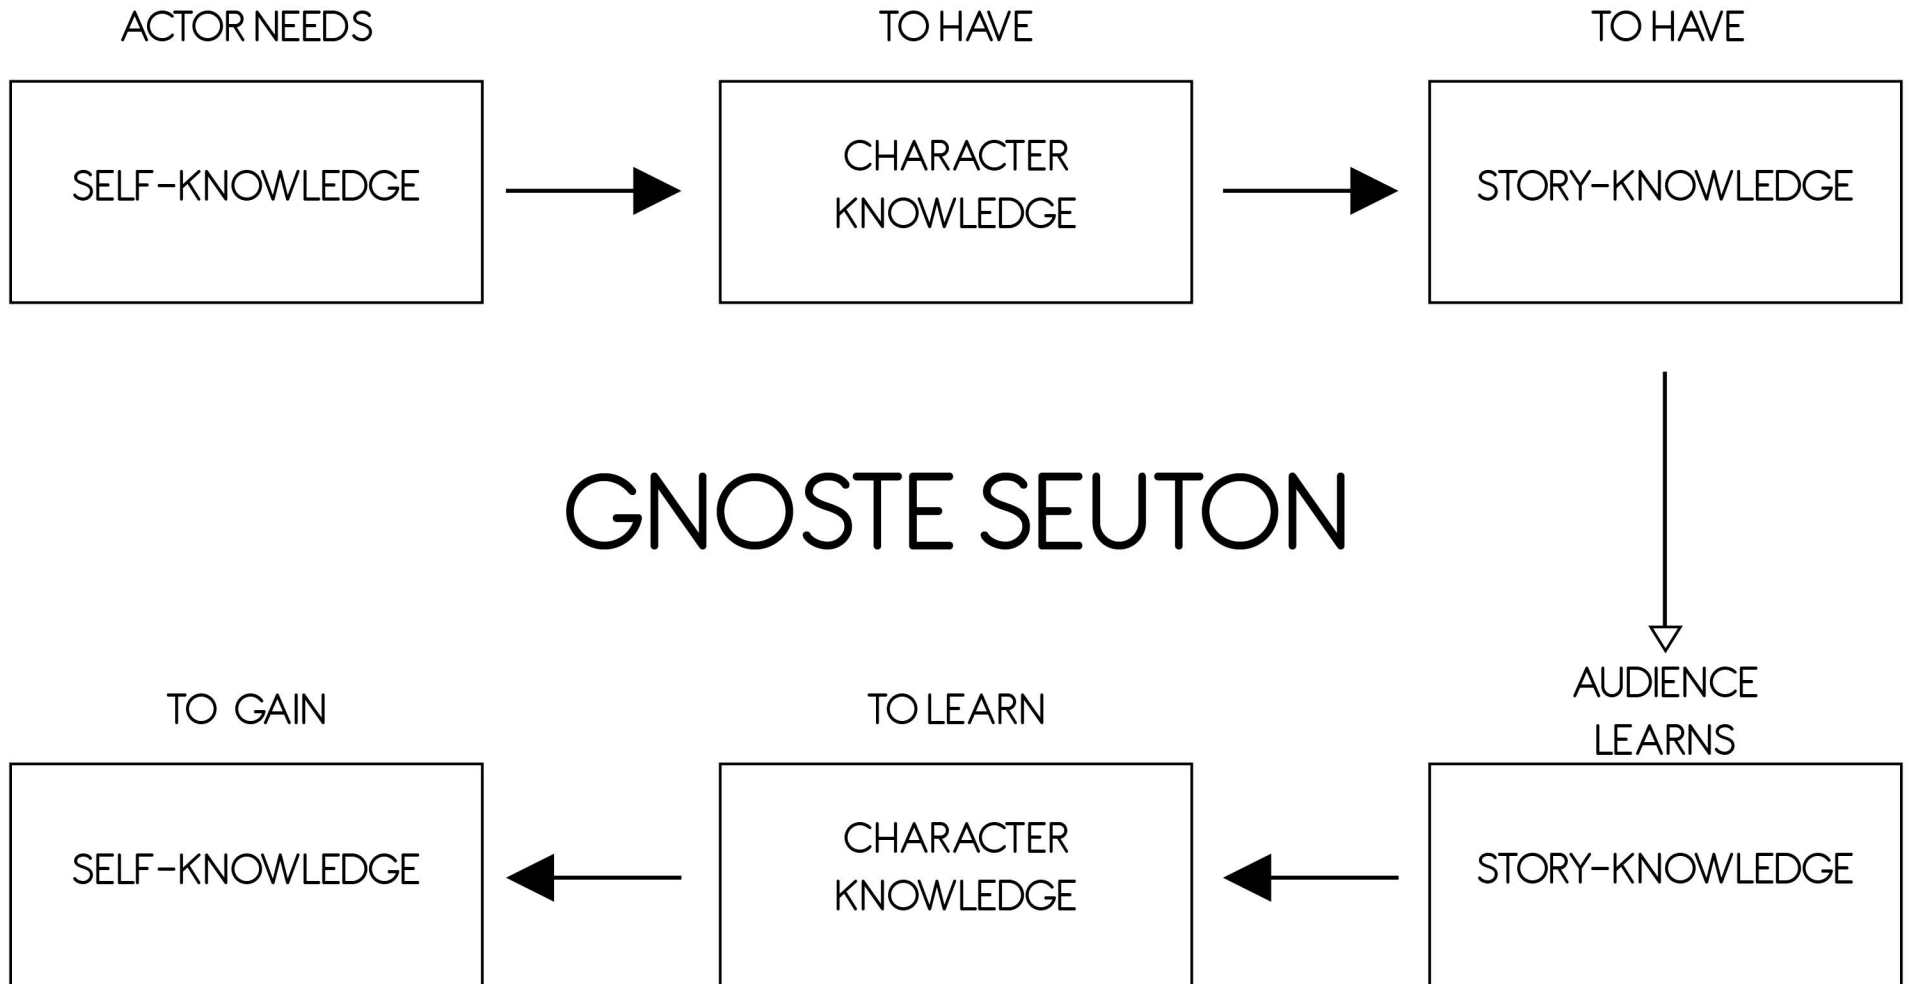 ACTOR NEEDS
TO HAVE
TO HAVE
SELF-KNOWLEDGE
CHARACTER
KNOWLEDGE
STORY-KNOWLEDGE
GNOSTE SEUTON
TO GAIN
TO LEARN
AUDIENCE
LEARNS
SELF-KNOWLEDGE
CHARACTER
KNOWLEDGE
STORY-KNOWLEDGE